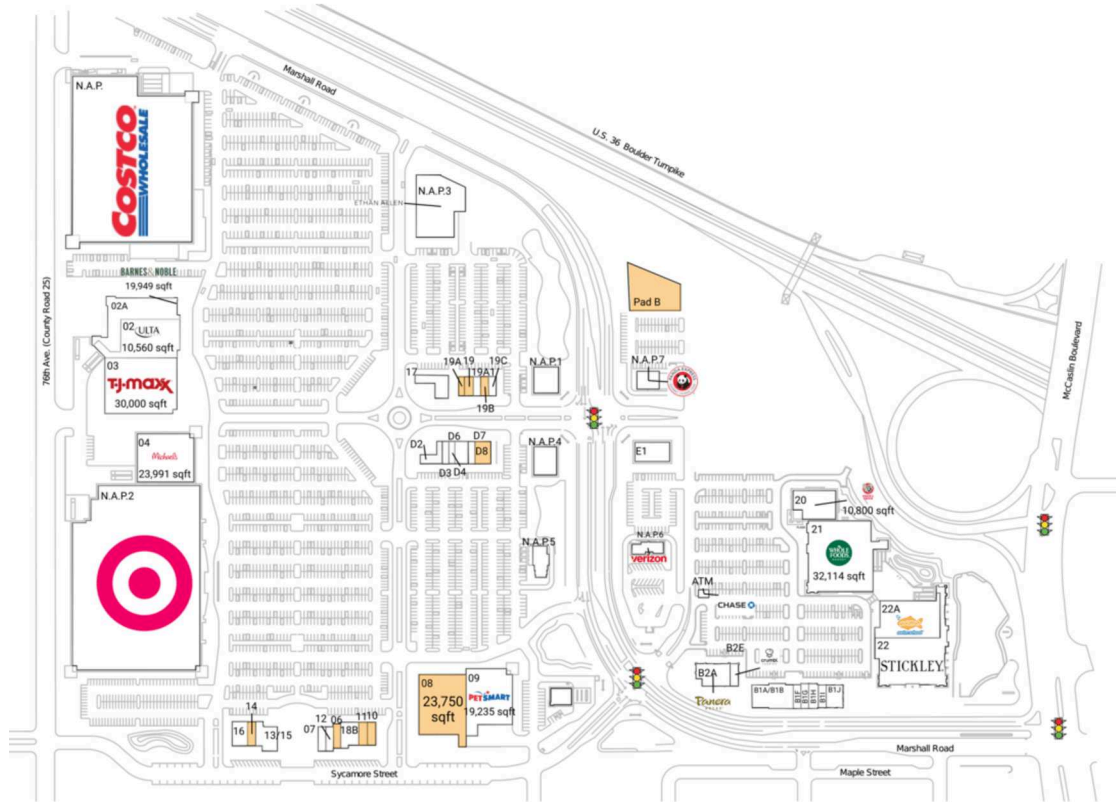 Marshall Road
U.S. 36 Boulder Turnpike
N.A.P.
COSTCO
WHOLESALE
N.A.P.3
ETHAN ALLEN
76th Ave. (County Road 25)
BARNES&NOBLE
19,949 sqft
02A
02
ULTA
10,560 sqft
03
T•J•maxx
30,000 sqft
04
Michaels
23,991 sqft
N.A.P.2
Pad B
N.A.P.1
N.A.P.7
17
19A
19
19A1
19C
19B
McCaslin Boulevard
D2
D6
D7
D8
D3
D4
N.A.P.4
E1
N.A.P.5
N.A.P.6
verizon
20
10,800 sqft
21
WHOLE
FOODS
32,114 sqft
ATM
CHASE
22A
22
STICKLEY
B2E
B2A
Panera
B1A/B1B
B1F
B1G
B1H
B1J
08
23,750
sqft
09
PETSMART
19,235 sqft
14
16
13/15
12
07
06
18B
11
10
Sycamore Street
Marshall Road
Maple Street